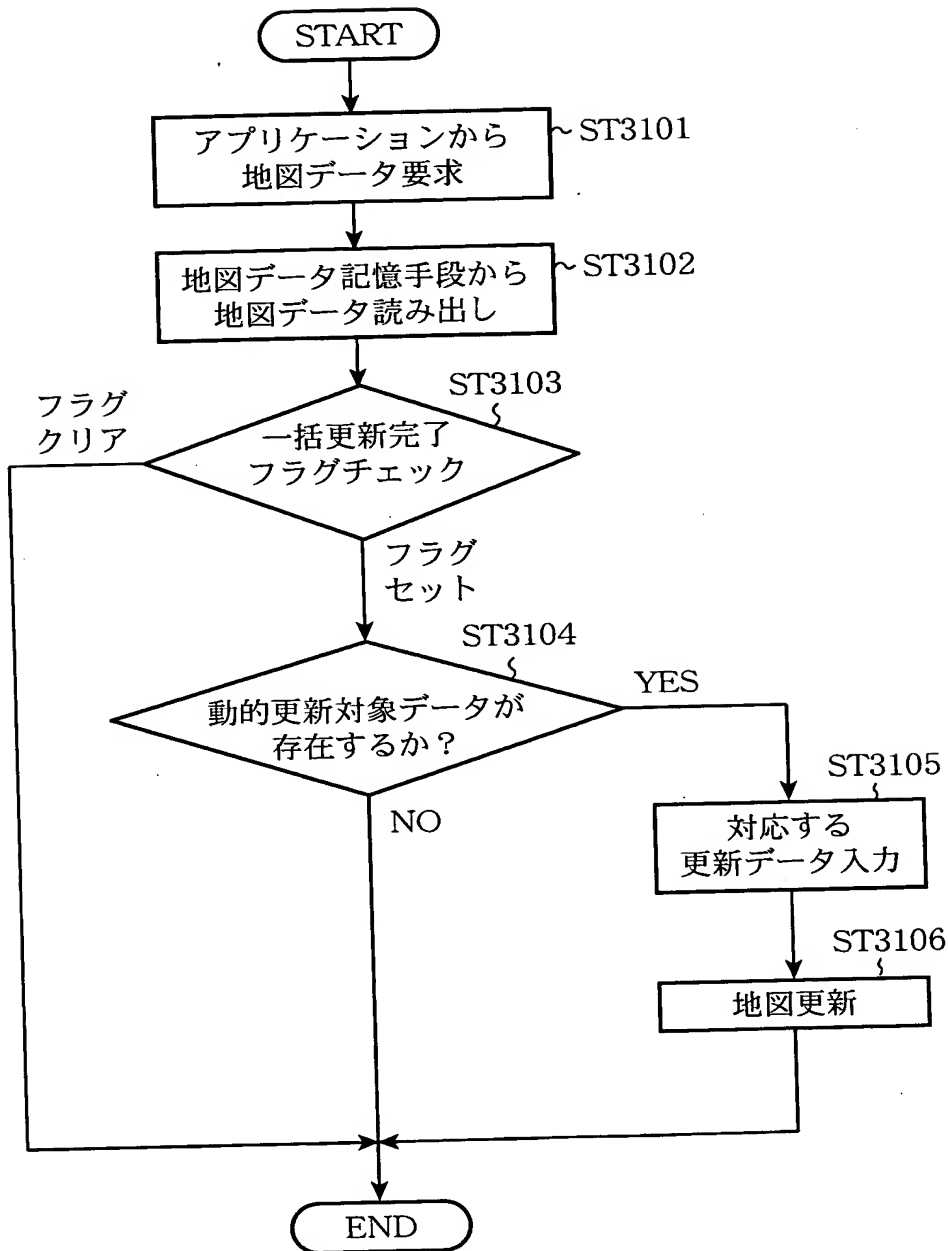 START
アプリケーションから
地図データ要求
ST3101
地図データ記憶手段から
地図データ読み出し
ST3102
ST3103
フラグ
クリア
一括更新完了
フラグチェック
フラグ
セット
ST3104
YES
動的更新対象データが
存在するか？
NO
ST3105
対応する
更新データ入力
ST3106
地図更新
END